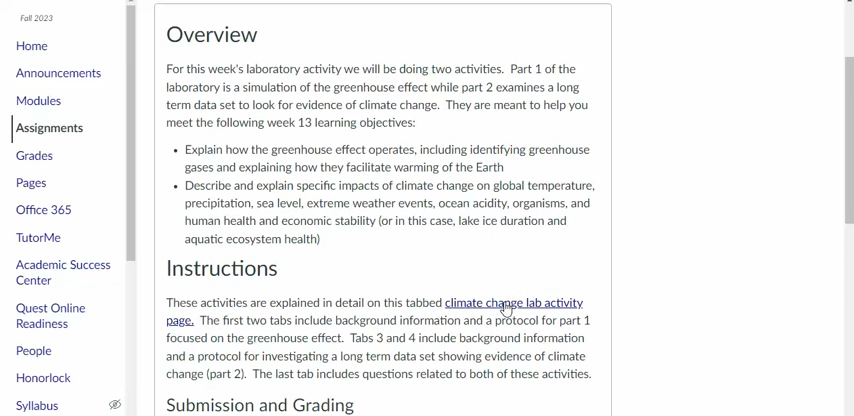 Fall 2023
Home
Announcements
Modules
Assignments
Grades
Pages
Office 365
TutorMe
Academic Success
Center
Quest Online
Readiness
People
Honorlock
Syllabus
Overview
For this week's laboratory activity we will be doing two activities.  Part 1 of the
laboratory is a simulation of the greenhouse effect while part 2 examines a long
term data set to look for evidence of climate change.  They are meant to help you
meet the following week 13 learning objectives:
• Explain how the greenhouse effect operates, including identifying greenhouse
gases and explaining how they facilitate warming of the Earth
• Describe and explain specific impacts of climate change on global temperature,
precipitation, sea level, extreme weather events, ocean acidity, organisms, and
human health and economic stability (or in this case, lake ice duration and
aquatic ecosystem health)
Instructions
These activities are explained in detail on this tabbed climate change lab activity
page.  The first two tabs include background information and a protocol for part 1
focused on the greenhouse effect.  Tabs 3 and 4 include background information
and a protocol for investigating a long term data set showing evidence of climate
change (part 2).  The last tab includes questions related to both of these activities.
Submission and Grading